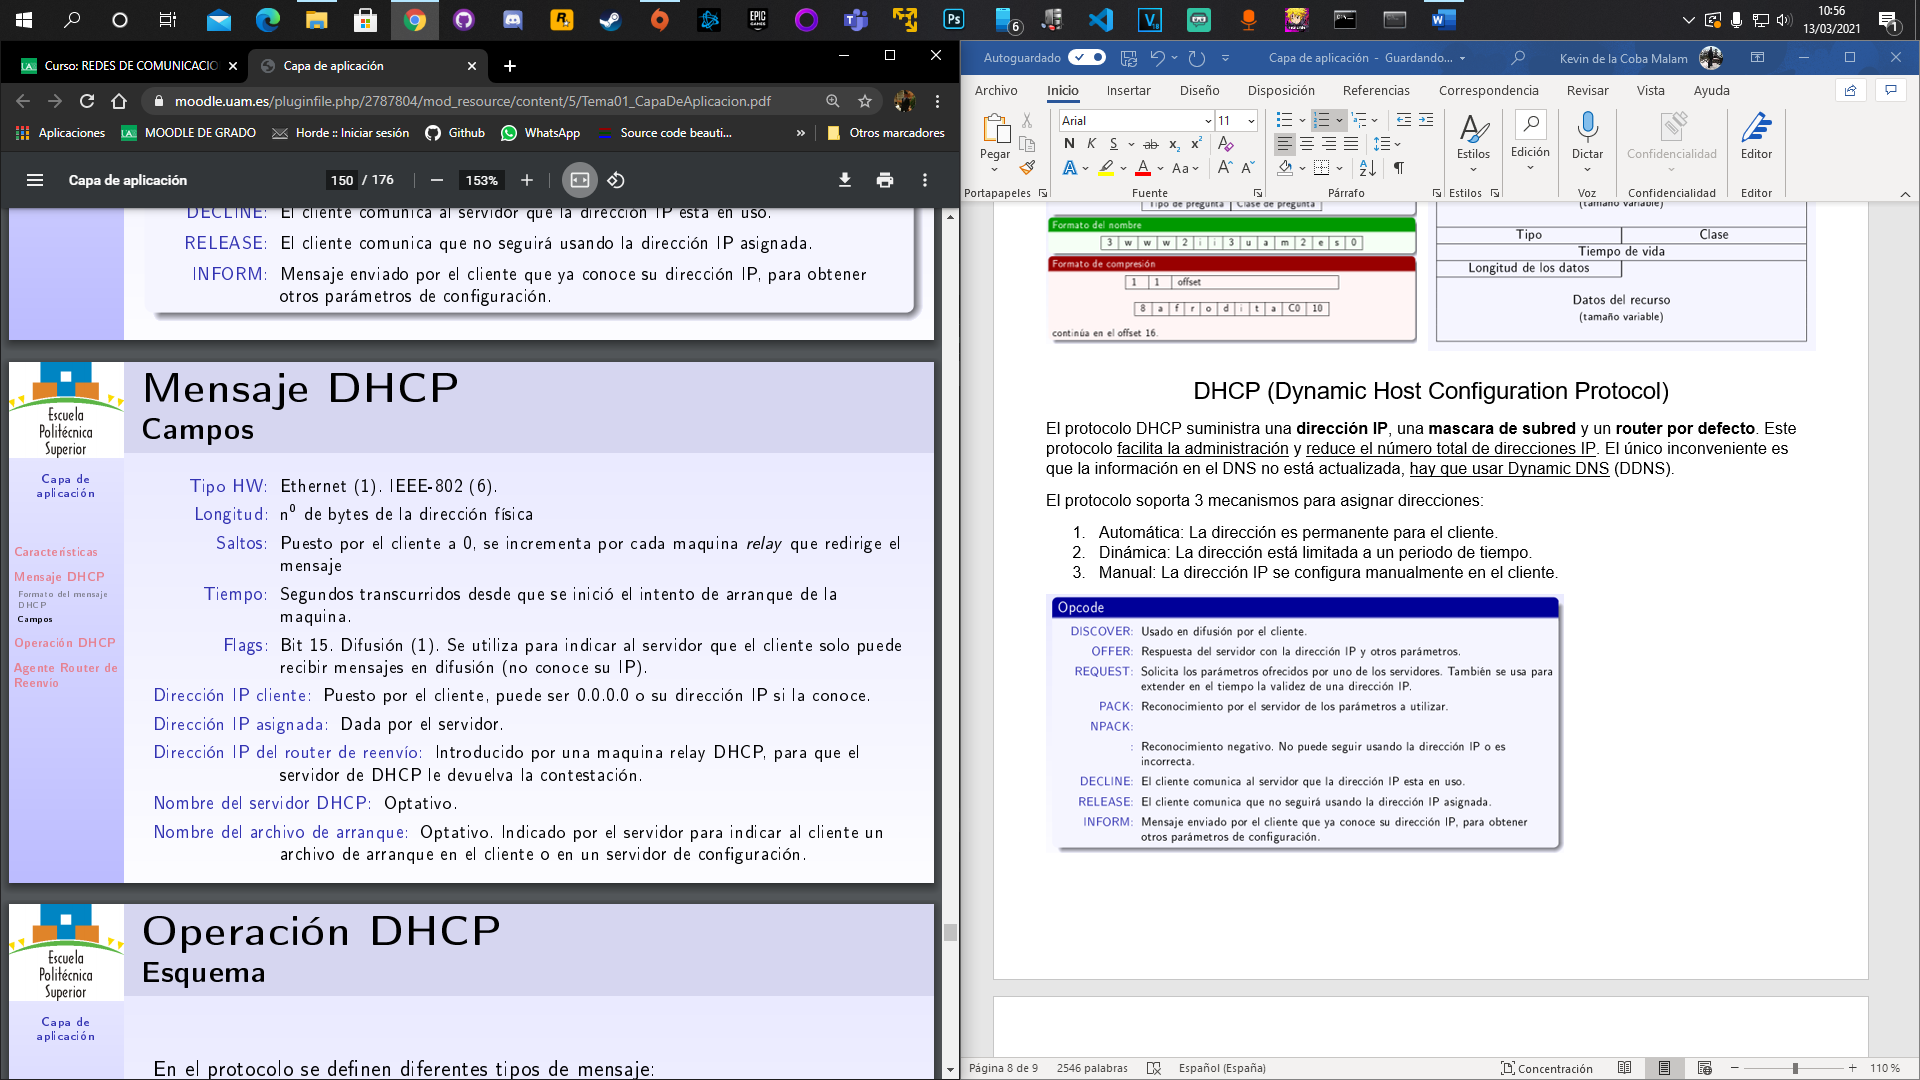 10:56
13/03/2021
6
1
Curso: REDES DE COMUNICACIO
Capa de aplicación
moodle.uam.es/pluginfile.php/2787804/mod_resource/content/5/Tema01_CapaDeAplicacion.pdf
Aplicaciones
MOODLE DE GRADO
Horde :: Iniciar sesión
Github
WhatsApp
Source code beauti...
»
Otros marcadores
Capa de aplicación
150 / 176
153%
DECLINE: El cliente comunica al servidor que la dirección IP esta en uso.
RELEASE: El cliente comunica que no seguirá usando la dirección IP asignada.
INFORM: Mensaje enviado por el cliente que ya conoce su dirección IP, para obtener
otros parámetros de configuración.
Escuela
Politécnica
Superior
Mensaje DHCP
Campos
Capa de
aplicación
Características
Mensaje DHCP
Formato del mensaje
DHCP
Campos
Operación DHCP
Agente Router de
Reenvio
Tipo HW: Ethernet (1). IEEE-802 (6).
Longitud: nº de bytes de la dirección física
Saltos: Puesto por el cliente a 0, se incrementa por cada maquina relay que redirige el
mensaje
Tiempo: Segundos transcurridos desde que se inició el intento de arranque de la
maquina.
Flags: Bit 15. Difusión (1). Se utiliza para indicar al servidor que el cliente solo puede
recibir mensajes en difusión (no conoce su IP).
Dirección IP cliente: Puesto por el cliente, puede ser 0.0.0.0 o su dirección IP si la conoce.
Dirección IP asignada: Dada por el servidor.
Dirección IP del router de reenvío: Introducido por una maquina relay DHCP, para que el
servidor de DHCP le devuelva la contestación.
Nombre del servidor DHCP: Optativo.
Nombre del archivo de arranque: Optativo. Indicado por el servidor para indicar al cliente un
archivo de arranque en el cliente o en un servidor de configuración.
Escuela
Politécnica
Superior
Operación DHCP
Esquema
Capa de
aplicación
En el protocolo se definen diferentes tipos de mensaje:
Autoguardado
Capa de aplicación - Guardando...
Kevin de la Coba Malam
Archivo Inicio Insertar Diseño Disposición Referencias Correspondencia Revisar Vista Ayuda
Pegar
Arial
11
N K S ab x₂ x²
A A Aa A A
Estilos
Edición
Dictar
Confidencialidad
Editor
Portapapeles Fuente Párrafo Estilos Voz Confidencialidad Editor
Tipo de pregunta Clase de pregunta
Formato del nombre
3 w w w 2 i i 3 u a m 2 e s 0
Formato de compresión
1 1 offset
8 a f r o d i t a C0 10
continúa en el offset 16.
(tamaño variable)
Tipo Clase
Tiempo de vida
Longitud de los datos
Datos del recurso
(tamaño variable)
DHCP (Dynamic Host Configuration Protocol)
El protocolo DHCP suministra una dirección IP, una mascara de subred y un router por defecto. Este
protocolo facilita la administración y reduce el número total de direcciones IP. El único inconveniente es
que la información en el DNS no está actualizada, hay que usar Dynamic DNS (DDNS).
El protocolo soporta 3 mecanismos para asignar direcciones:
1. Automática: La dirección es permanente para el cliente.
2. Dinámica: La dirección está limitada a un periodo de tiempo.
3. Manual: La dirección IP se configura manualmente en el cliente.
Opcode
DISCOVER: Usado en difusión por el cliente.
OFFER: Respuesta del servidor con la dirección IP y otros parámetros.
REQUEST: Solicita los parámetros ofrecidos por uno de los servidores. También se usa para
extender en el tiempo la validez de una dirección IP.
PACK: Reconocimiento por el servidor de los parámetros a utilizar.
NPACK:
: Reconocimiento negativo. No puede seguir usando la dirección IP o es
incorrecta.
DECLINE: El cliente comunica al servidor que la dirección IP esta en uso.
RELEASE: El cliente comunica que no seguirá usando la dirección IP asignada.
INFORM: Mensaje enviado por el cliente que ya conoce su dirección IP, para obtener
otros parámetros de configuración.
Página 8 de 9 2546 palabras Español (España) Concentración 110 %